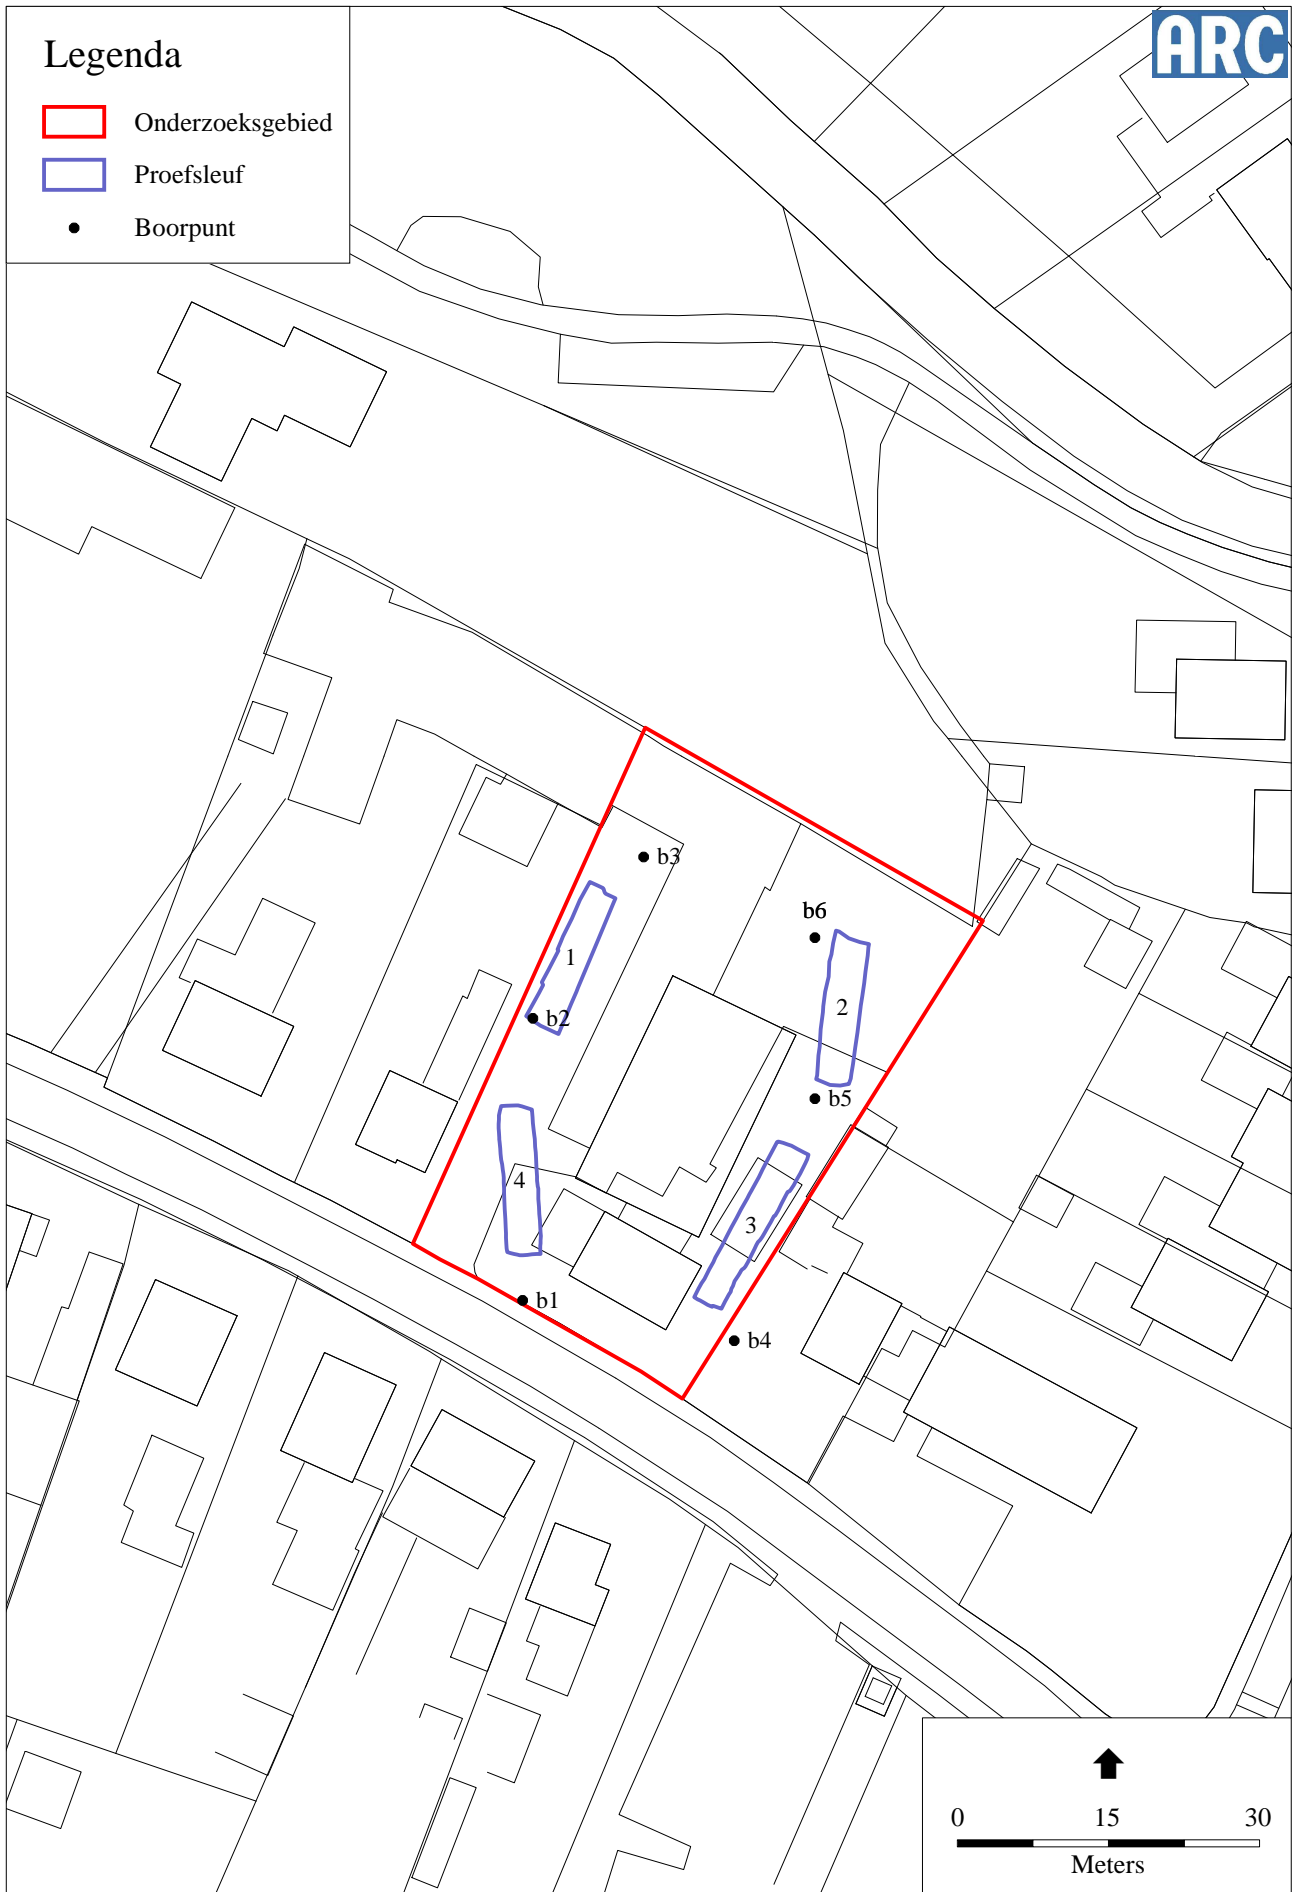 ARC
Legenda
Onderzoeksgebied
Proefsleuf
Boorpunt
b3
b6
1
2
b2
b5
4
3
b1
b4
0 15 30
Meters